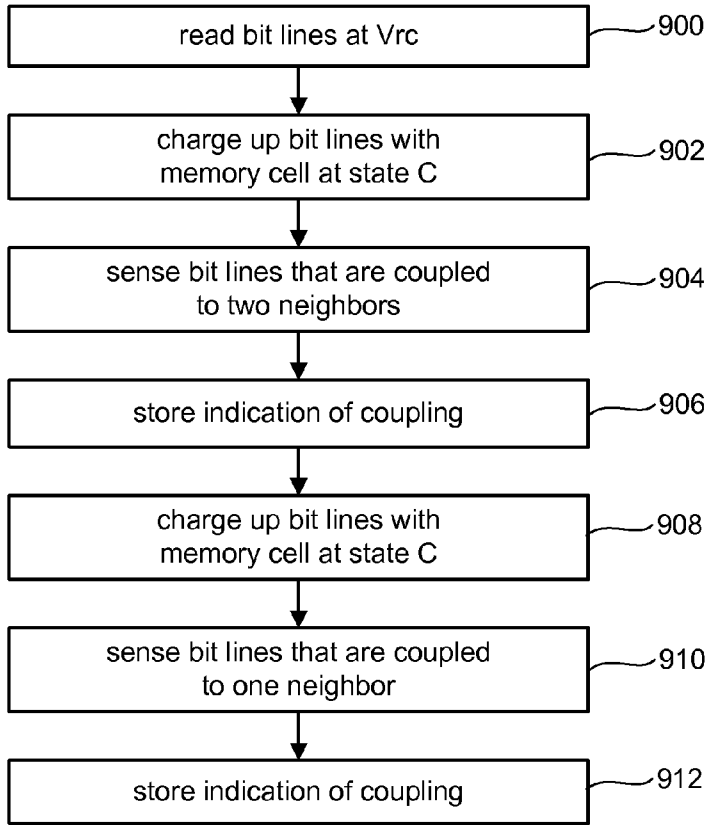 read bit lines at Vrc
900
charge up bit lines with
memory cell at state C
902
sense bit lines that are coupled
to two neighbors
904
store indication of coupling
906
charge up bit lines with
memory cell at state C
908
sense bit lines that are coupled
to one neighbor
910
store indication of coupling
912